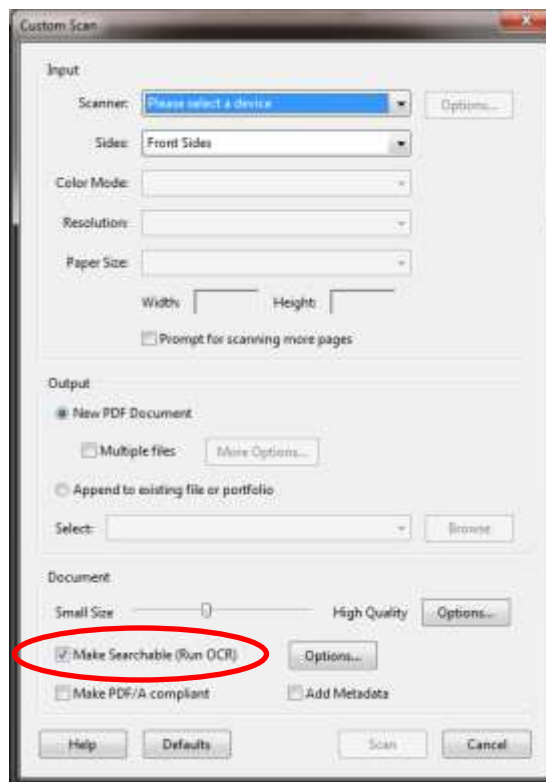 Custom Scan
Input
Scanner: Please select a device Options...
Sides: Front Sides
Color Mode:
Resolution:
Paper Size:
Width: Height:
Prompt for scanning more pages
Output
New PDF Document
Multiple files More Options...
Append to existing file or portfolio
Select: Browse
Document
Small Size High Quality Options...
Make Searchable (Run OCR) Options...
Make PDF/A compliant Add Metadata
Help Defaults Scan Cancel